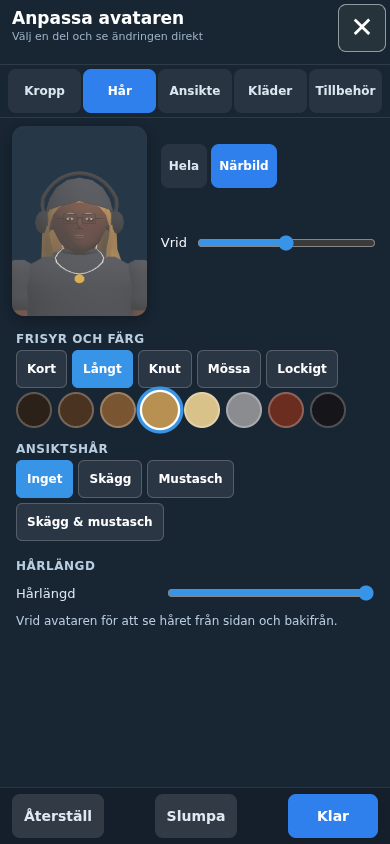 Anpassa avataren
Välj en del och se ändringen direkt
Kropp
Hår
Ansikte
Kläder
Tillbehör
Hela
Närbild
Vrid
FRISYR OCH FÄRG
Kort
Långt
Knut
Mössa
Lockigt
ANSIKTSHÅR
Inget
Skägg
Mustasch
Skägg & mustasch
HÅRLÄNGD
Hårlängd
Vrid avataren för att se håret från sidan och bakifrån.
Återställ
Slumpa
Klar